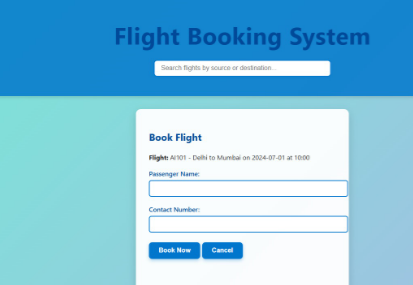 Flight Booking System
Search flights by source or destination...
Book Flight
Flight: AI101 - Delhi to Mumbai on 2024-07-01 at 10:00
Passenger Name:
Contact Number:
Book Now Cancel